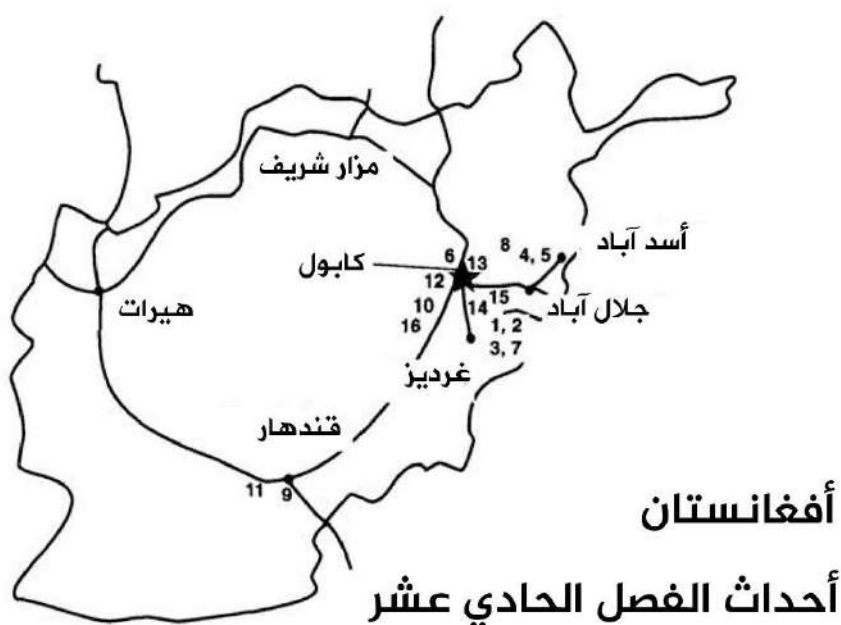 مزار شريف
أسد آباد
8
4, 5
6
13
كابول
12
15
جلال آباد
هيرات
10
14
1, 2
16
3, 7
غرديز
قندهار
11
9
أفغانستان
أحداث الفصل الحادي عشر